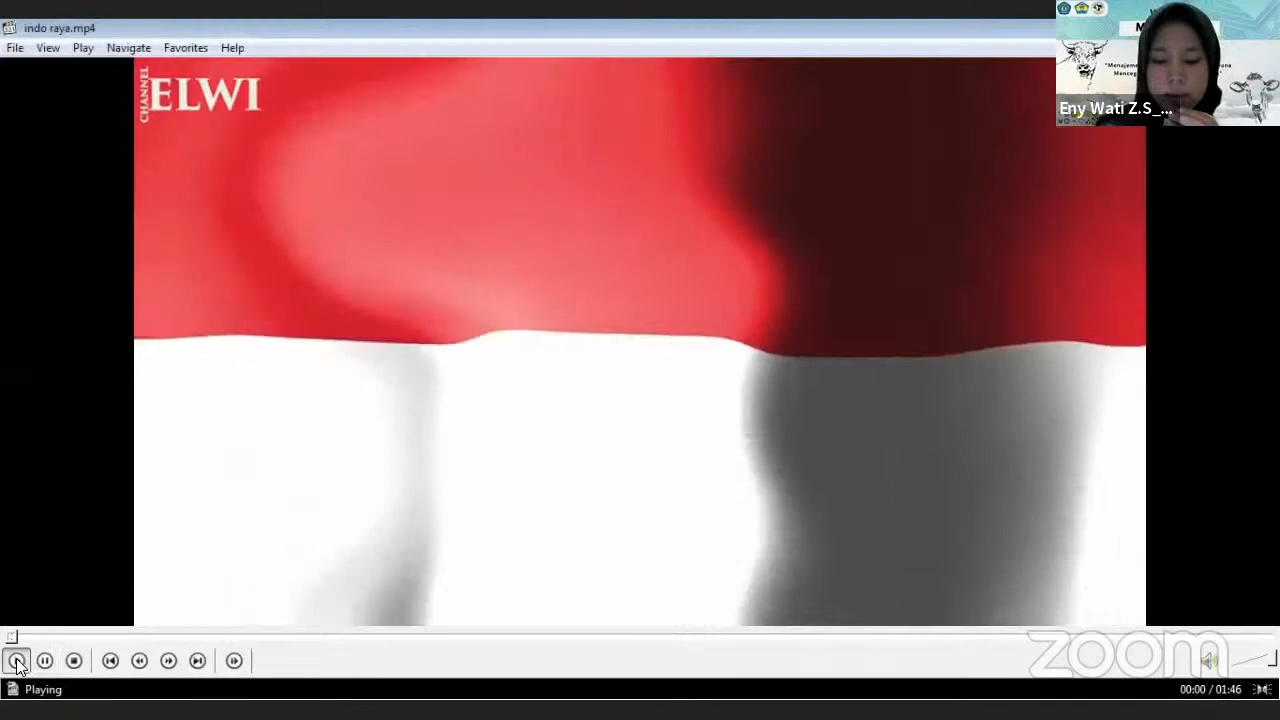 indo raya.mp4
File View Play Navigate Favorites Help
CHANNEL
ELWI
Eny Wati Z.S_...
zoom
Playing
00:00 / 01:46